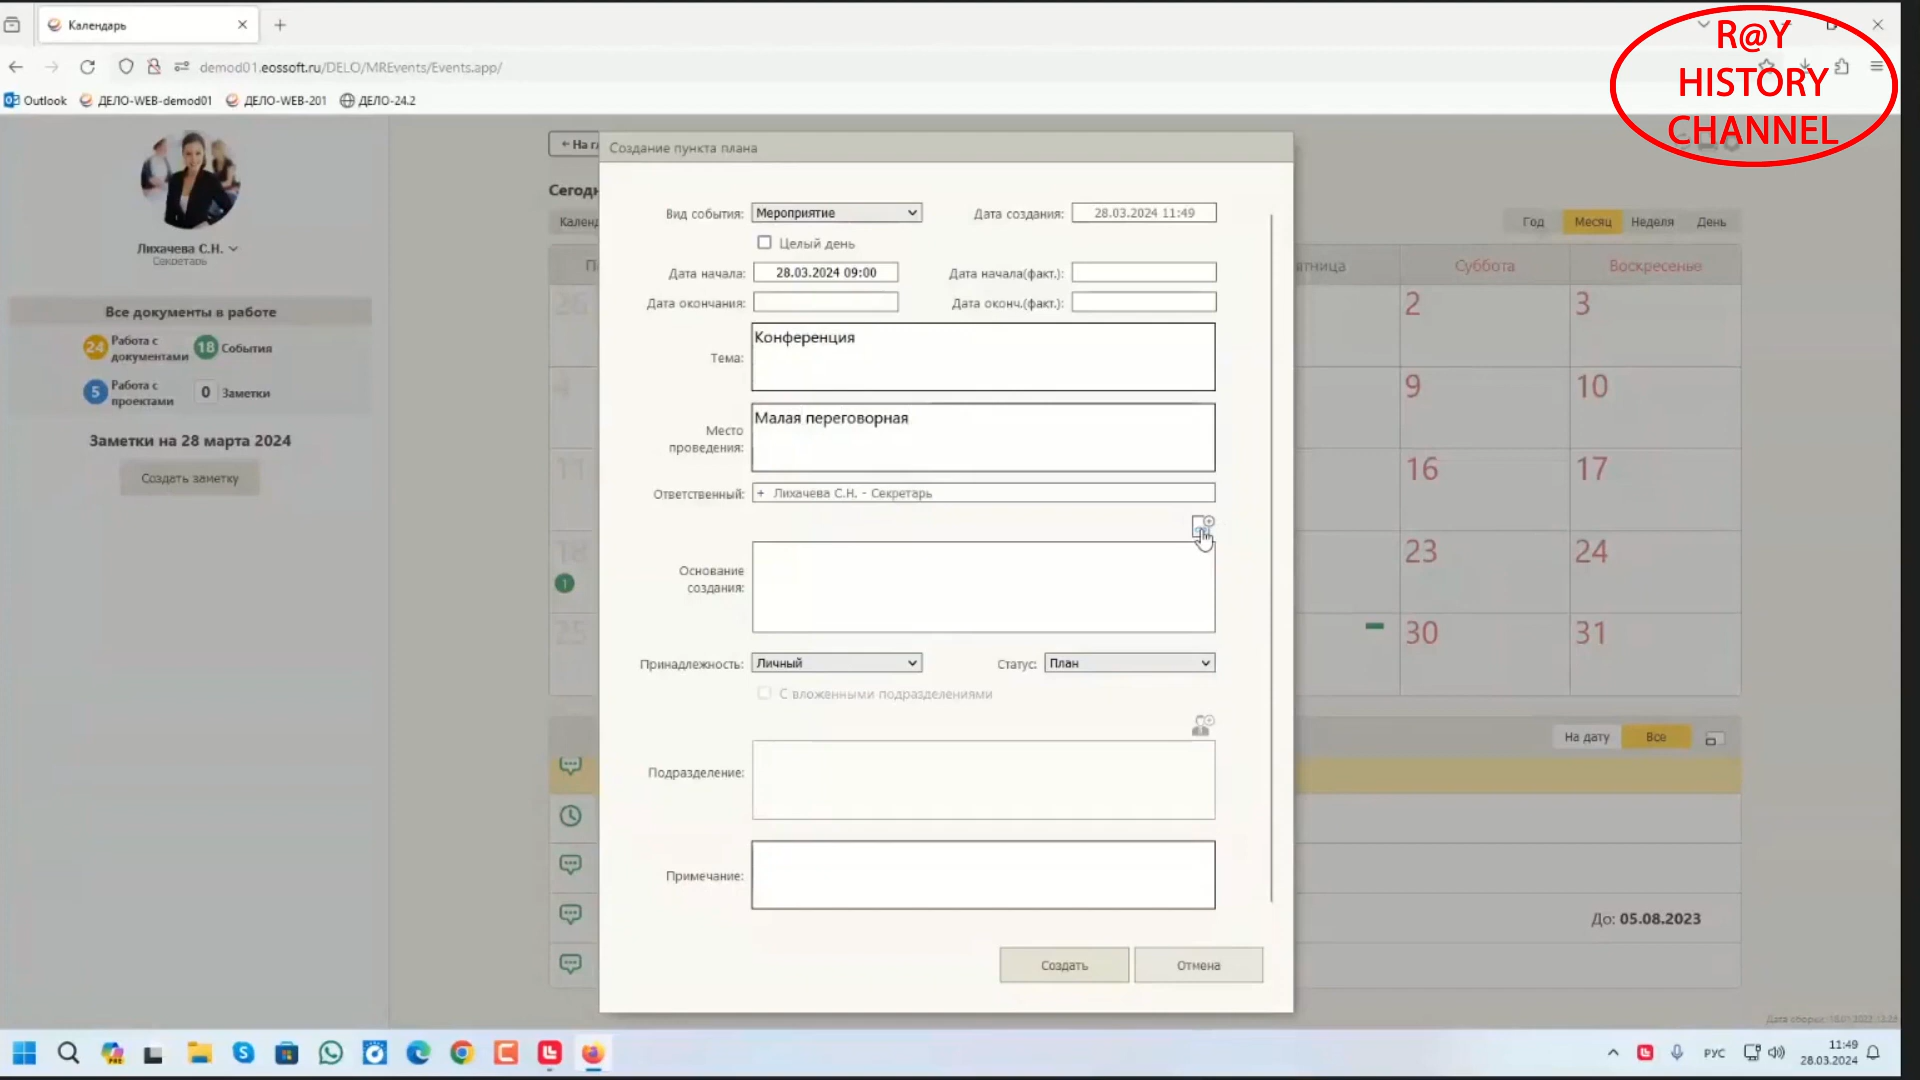 Календарь
R@Y
HISTORY
CHANNEL
demod01.eossoft.ru/DELO/MREvents/Events.app/
Outlook
ДЕЛО-WEB-demod01
ДЕЛО-WEB-201
ДЕЛО-24.2
Лихачева С.Н.
Секретарь
Все документы в работе
24 Работа с документами
18 События
5 Работа с проектами
0 Заметки
Заметки на 28 марта 2024
Создать заметку
Создание пункта плана
Вид события: Мероприятие
Дата создания: 28.03.2024 11:49
Целый день
Дата начала: 28.03.2024 09:00
Дата начала(факт.):
Дата окончания:
Дата оконч.(факт.):
Тема: Конференция
Место проведения: Малая переговорная
Ответственный: + Лихачева С.Н. - Секретарь
Основание создания:
Принадлежность: Личный
Статус: План
С вложенными подразделениями
Подразделение:
Примечание:
Создать
Отмена
Год Месяц Неделя День
Суббота Воскресенье
26 2 3
4 9 10
11 16 17
18 23 24
1
25 30 31
На дату Все
До: 05.08.2023
РУС
11:49
28.03.2024